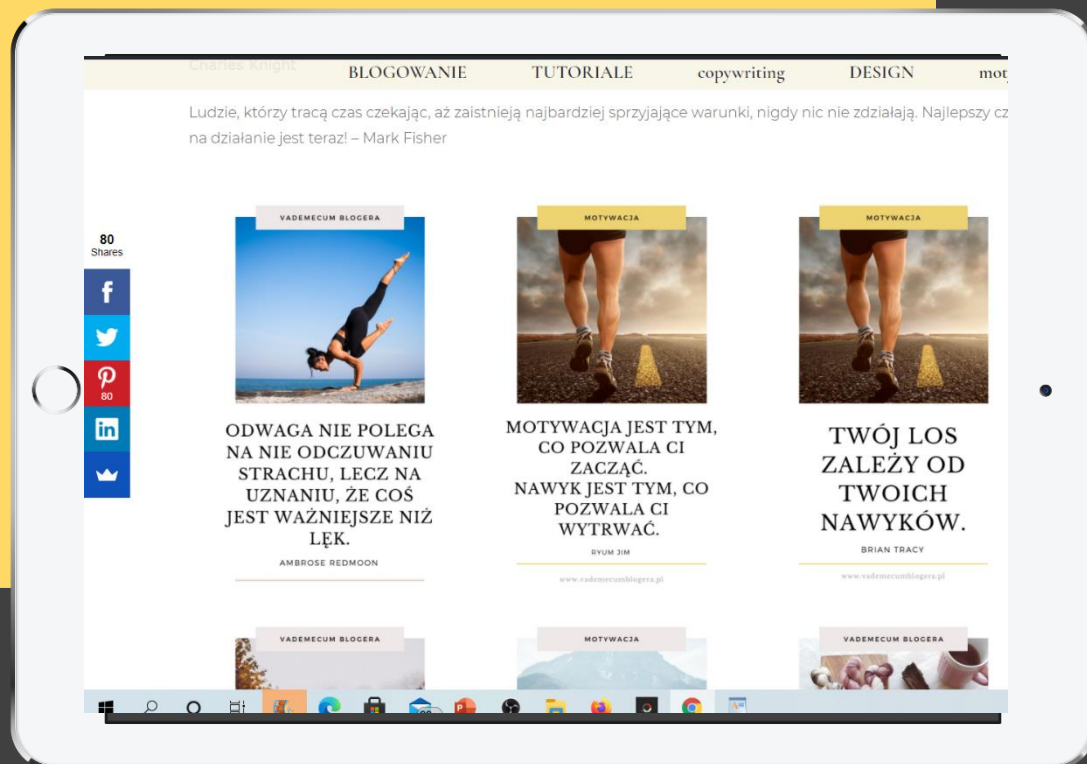 Charles Knight
BLOGOWANIE TUTORIALE copywriting DESIGN mot
Ludzie, którzy tracą czas czekając, aż zaistnieją najbardziej sprzyjające warunki, nigdy nic nie zdziałają. Najlepszy cz
na działanie jest teraz! – Mark Fisher
80
Shares
80
VADEMECUM BLOGERA
ODWAGA NIE POLEGA
NA NIE ODCZUWANIU
STRACHU, LECZ NA
UZNANIU, ŻE COŚ
JEST WAŻNIEJSZE NIŻ
LĘK.
AMBROSE REDMOON
MOTYWACJA
MOTYWACJA JEST TYM,
CO POZWALA CI
ZACZĄĆ.
NAWYK JEST TYM, CO
POZWALA CI
WYTRWAĆ.
RYUM JIM
www.vademecumblogera.pl
MOTYWACJA
TWÓJ LOS
ZALEŻY OD
TWOICH
NAWYKÓW.
BRIAN TRACY
www.vademecumblogera.pl
VADEMECUM BLOGERA
MOTYWACJA
VADEMECUM BLOGERA